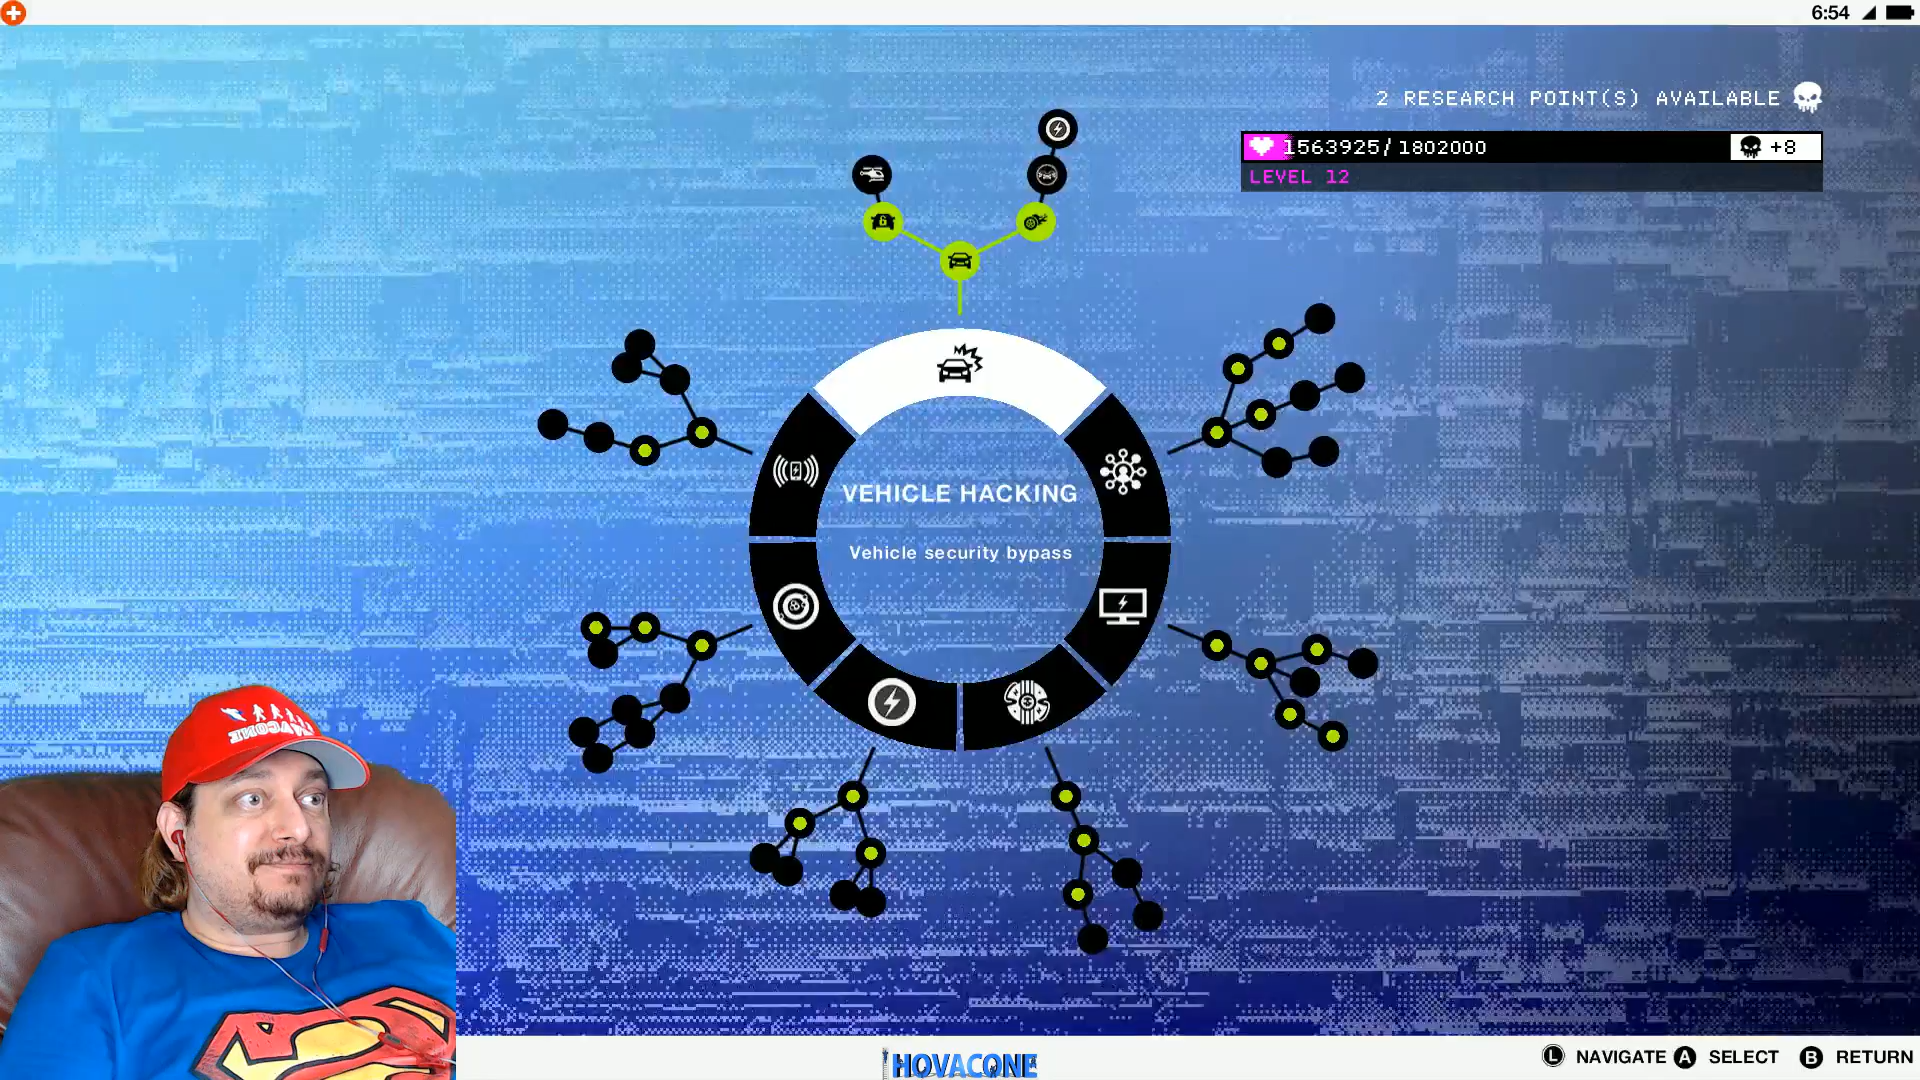 6:54
2 RESEARCH POINT(S) AVAILABLE
1563925/1802000
+8
LEVEL 12
VEHICLE HACKING
Vehicle security bypass
HOVACONE
HOVACONE
L NAVIGATE A SELECT B RETURN